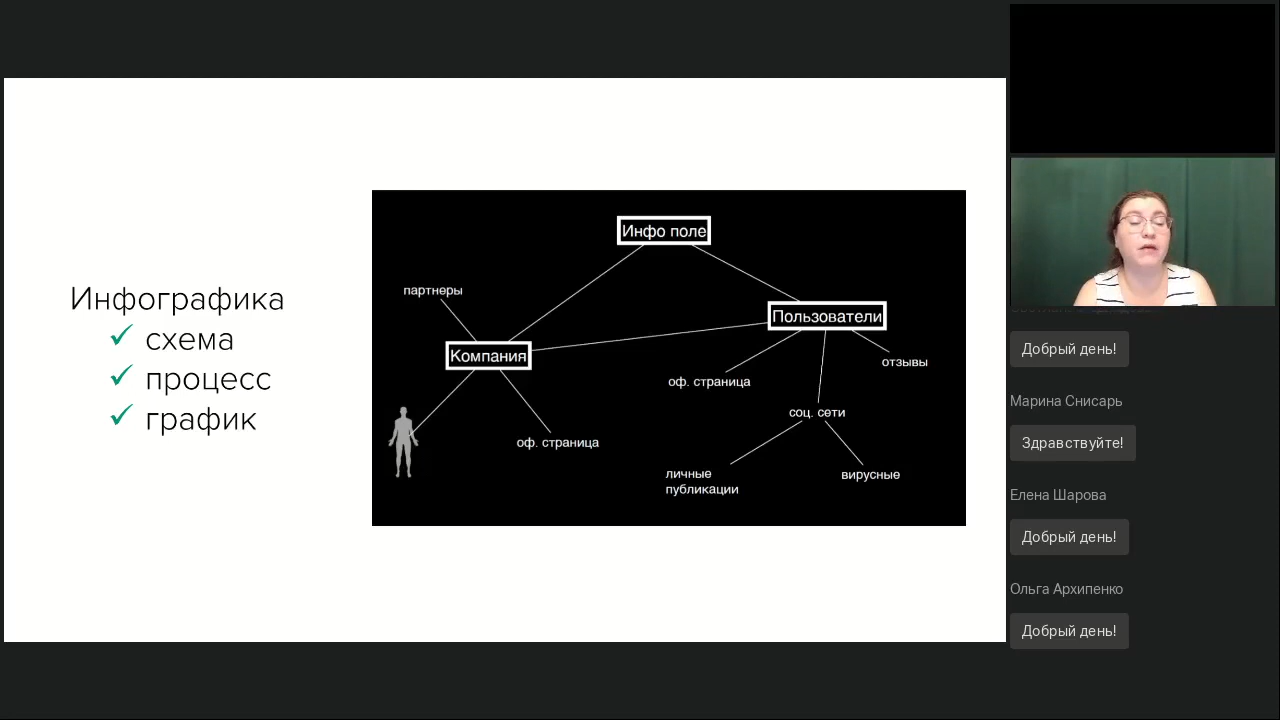 Инфографика
схема
процесс
график
Инфо поле
партнеры
Пользователи
Компания
отзывы
оф. страница
соц. сети
оф. страница
личные
публикации
вирусные
Добрый день!
Марина Снисарь
Здравствуйте!
Елена Шарова
Добрый день!
Ольга Архипенко
Добрый день!